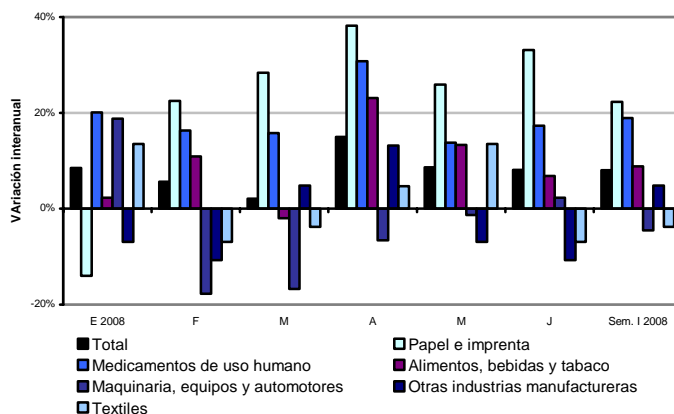 40%
20%
0%
-20%
VAriación interanual
E 2008 F M A M J Sem. I 2008
Total Papel e imprenta
Medicamentos de uso humano Alimentos, bebidas y tabaco
Maquinaria, equipos y automotores Otras industrias manufactureras
Textiles